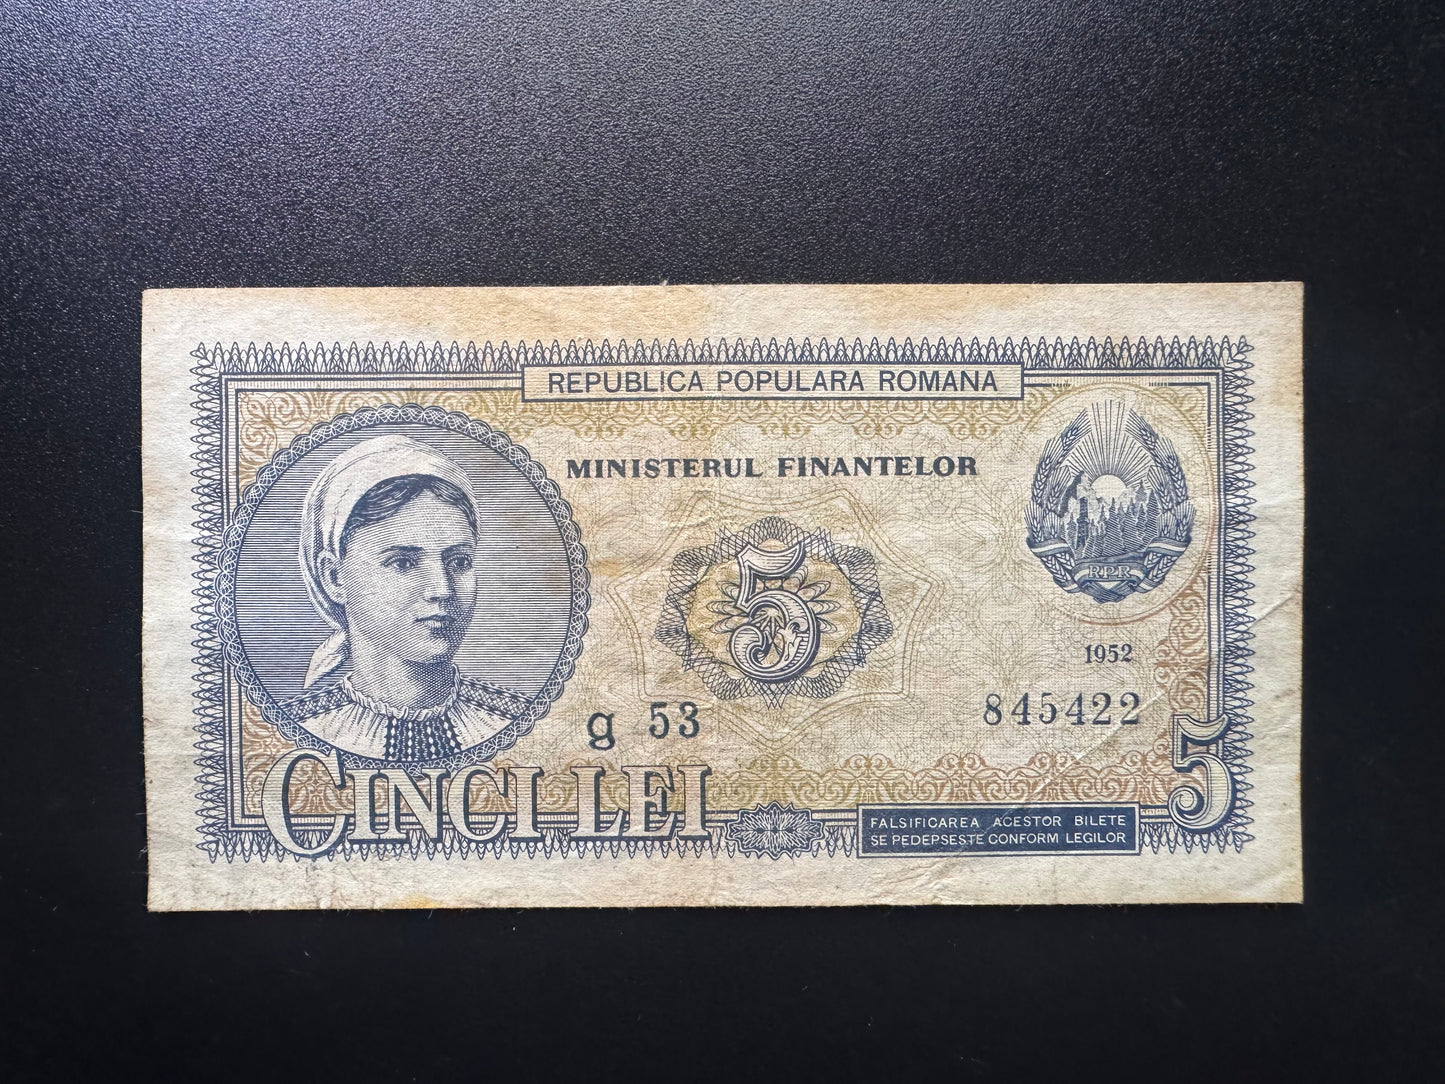 REPUBLICA POPULARA ROMANA
MINISTERUL FINANTELOR
5
RPR
1952
845422
g 53
CINCI LEI
5
FALSIFICAREA ACESTOR BILETE
SE PEDEPSESTE CONFORM LEGILOR